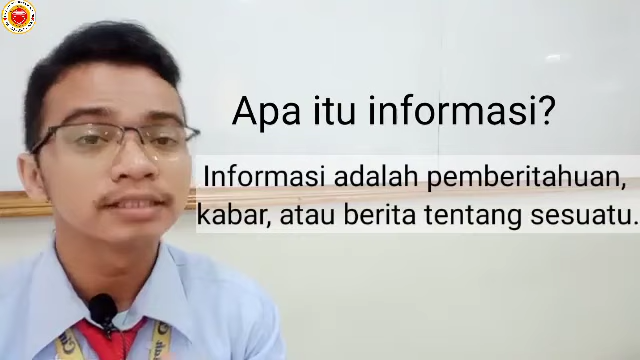 Apa itu informasi?
Informasi adalah pemberitahuan,
kabar, atau berita tentang sesuatu.